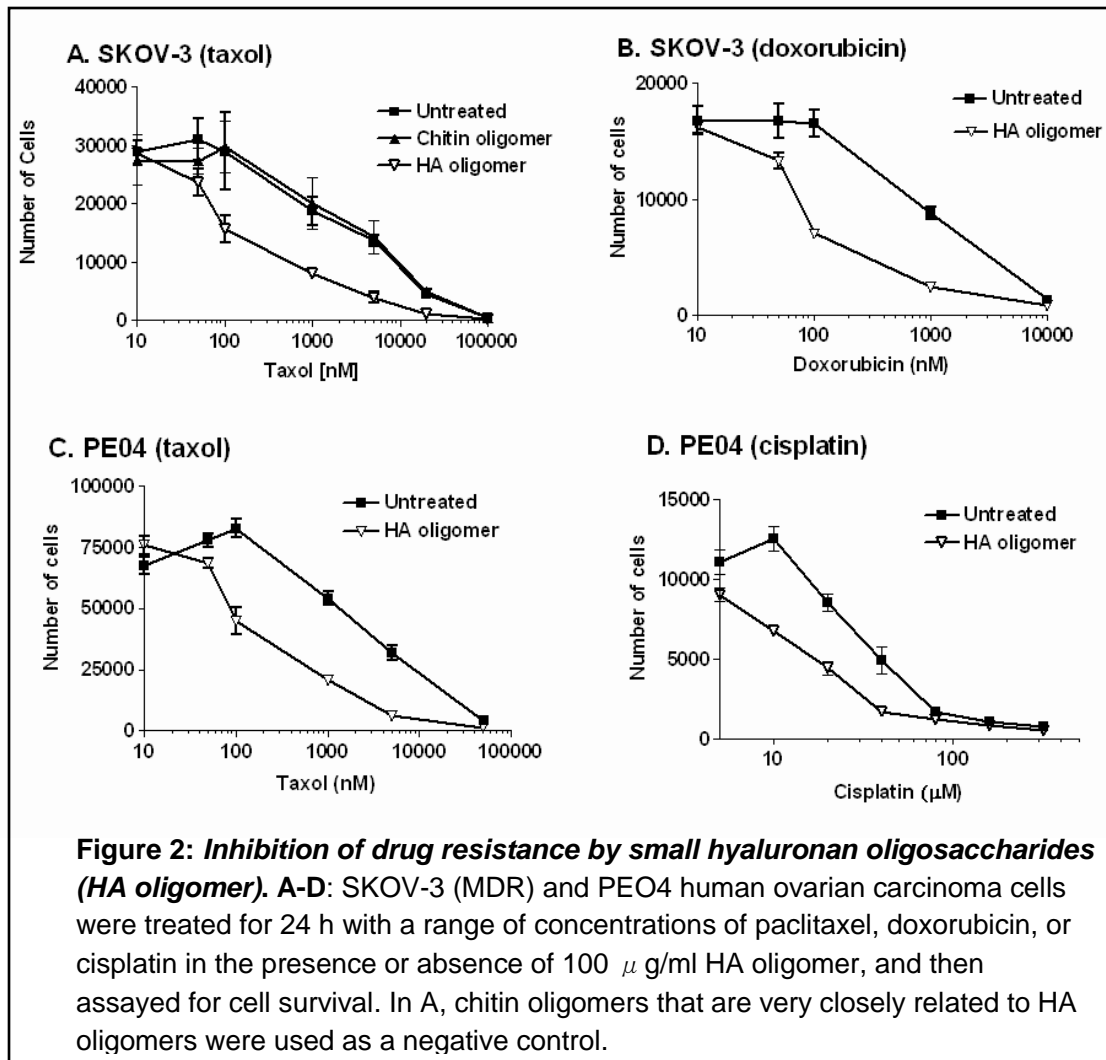 A. SKOV-3 (taxol)
40000
30000
20000
10000
0
Number of Cells
Untreated
Chitin oligomer
HA oligomer
10
100
1000
10000
100000
Taxol [nM]
B. SKOV-3 (doxorubicin)
20000
10000
0
Number of cells
Untreated
HA oligomer
10
100
1000
10000
Doxorubicin (nM)
C. PE04 (taxol)
100000
75000
50000
25000
0
Number of cells
Untreated
HA oligomer
10
100
1000
10000
100000
Taxol (nM)
D. PE04 (cisplatin)
15000
10000
5000
0
Number of cells
Untreated
HA oligomer
10
100
Cisplatin (μM)
Figure 2: Inhibition of drug resistance by small hyaluronan oligosaccharides
(HA oligomer). A-D: SKOV-3 (MDR) and PEO4 human ovarian carcinoma cells
were treated for 24 h with a range of concentrations of paclitaxel, doxorubicin, or
cisplatin in the presence or absence of 100 μg/ml HA oligomer, and then
assayed for cell survival. In A, chitin oligomers that are very closely related to HA
oligomers were used as a negative control.